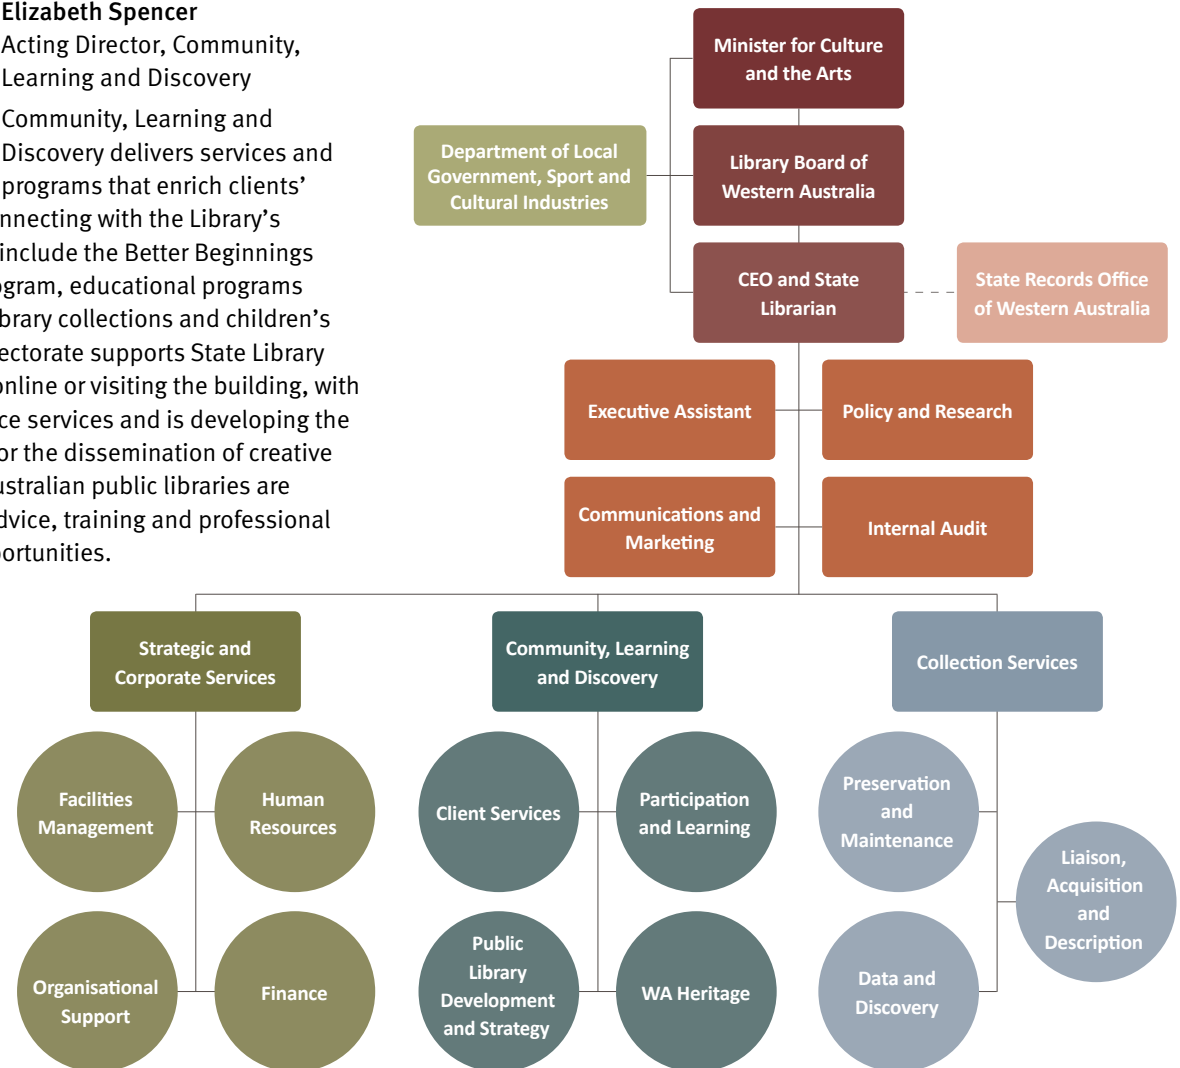 Elizabeth Spencer
Acting Director, Community,
Learning and Discovery
Community, Learning and
Discovery delivers services and
programs that enrich clients’
nnecting with the Library’s
include the Better Beginnings
ogram, educational programs
brary collections and children’s
ectorate supports State Library
online or visiting the building, with
ce services and is developing the
or the dissemination of creative
ustralian public libraries are
dvice, training and professional
portunities.
Minister for Culture
and the Arts
Department of Local
Government, Sport and
Cultural Industries
Library Board of
Western Australia
CEO and State
Librarian
State Records Office
of Western Australia
Executive Assistant
Policy and Research
Communications and
Marketing
Internal Audit
Strategic and
Corporate Services
Community, Learning
and Discovery
Collection Services
Facilities
Management
Human
Resources
Organisational
Support
Finance
Client Services
Participation
and Learning
Public
Library
Development
and Strategy
WA Heritage
Preservation
and
Maintenance
Liaison,
Acquisition
and
Description
Data and
Discovery